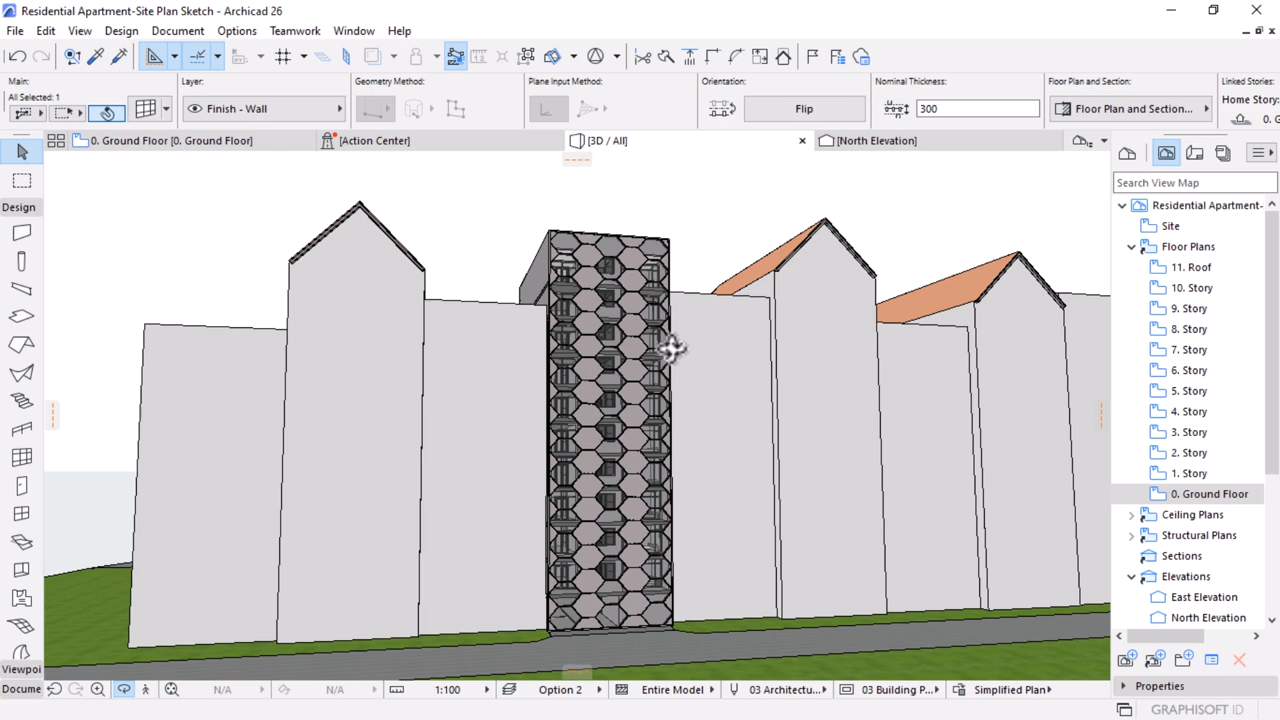 Residential Apartment-Site Plan Sketch - Archicad 26
File Edit View Design Document Options Teamwork Window Help
Main: Layer: Geometry Method: Plane Input Method: Orientation: Nominal Thickness: Floor Plan and Section: Linked Stories:
All Selected: 1
Finish - Wall
Flip
300
Floor Plan and Section...
Home Story:
0. G
0. Ground Floor [0. Ground Floor] [Action Center] [3D / All] [North Elevation]
Design
Search View Map
Residential Apartment-
Site
Floor Plans
11. Roof
10. Story
9. Story
8. Story
7. Story
6. Story
5. Story
4. Story
3. Story
2. Story
1. Story
0. Ground Floor
Ceiling Plans
Structural Plans
Sections
Elevations
East Elevation
North Elevation
Viewpoi
Properties
Docume
N/A N/A 1:100 Option 2 Entire Model 03 Architectu... 03 Building P... Simplified Plan
GRAPHISOFT ID